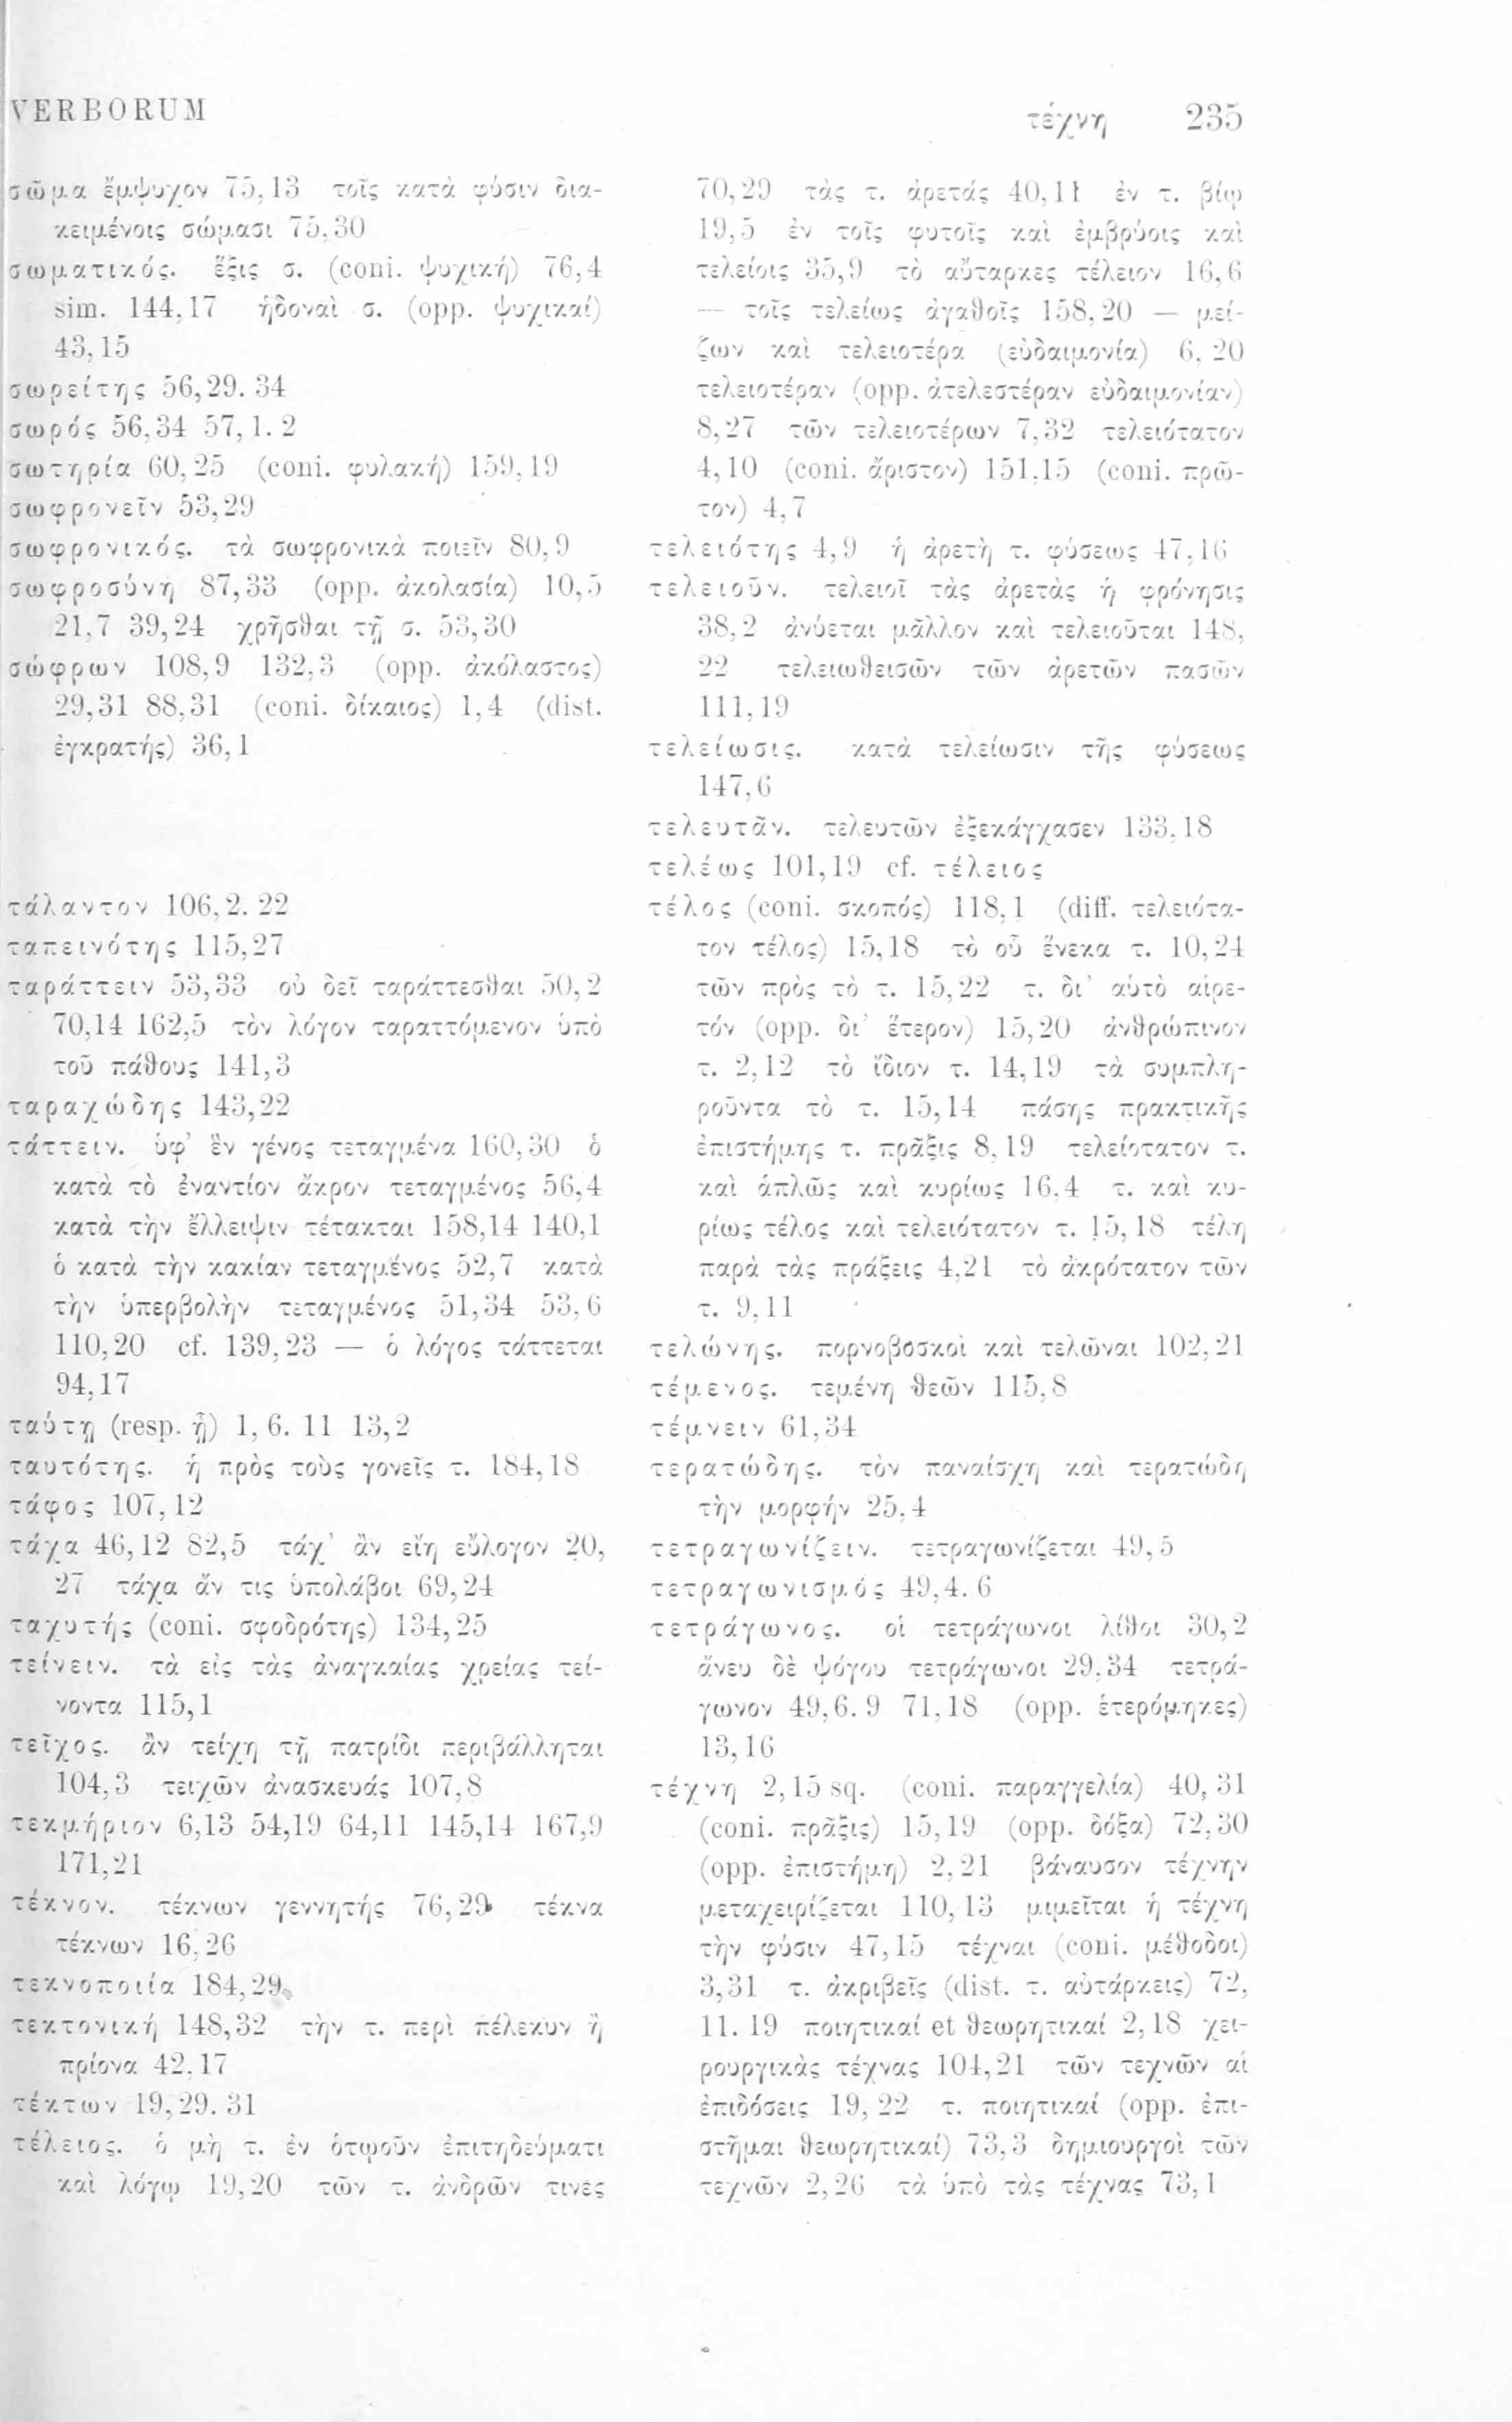 VERBORUM
τέχνη 235
σῶμα ἔμψυχον 75,13 τοῖς κατὰ φύσιν δια-
κειμένοις σώμασι 75,30
σωματικός. ἕξις σ. (coni. ψυχική) 76,4
sim. 144,17 ἡδοναὶ σ. (opp. ψυχικαί)
43,15
σωρείτης 56,29. 34
σωρός 56,34 57,1. 2
σωτηρία 60,25 (coni. φυλακή) 159,19
σωφρονεῖν 53,29
σωφρονικός. τὰ σωφρονικὰ ποιεῖν 80,9
σωφροσύνη 87,33 (opp. ἀκολασία) 10,5
21,7 39,24 χρῆσθαι τῇ σ. 53,30
σώφρων 108,9 132,3 (opp. ἀκόλαστος)
29,31 88,31 (coni. δίκαιος) 1,4 (dist.
ἐγκρατής) 36,1
τάλαντον 106,2. 22
ταπεινότης 115,27
ταράττειν 53,33 οὐ δεῖ ταράττεσθαι 50,2
70,14 162,5 τὸν λόγον ταραττόμενον ὑπὸ
τοῦ πάθους 141,3
ταραχώδης 143,22
τάττειν. ὑφ’ ἓν γένος τεταγμένα 160,30 ὁ
κατὰ τὸ ἐναντίον ἄκρον τεταγμένος 56,4
κατὰ τὴν ἔλλειψιν τέτακται 158,14 140,1
ὁ κατὰ τὴν κακίαν τεταγμένος 52,7 κατὰ
τὴν ὑπερβολὴν τεταγμένος 51,34 53,6
110,20 cf. 139,23 — ὁ λόγος τάττεται
94,17
ταύτῃ (resp. ᾗ) 1,6. 11 13,2
ταυτότης. ἡ πρὸς τοὺς γονεῖς τ. 184,18
τάφος 107,12
τάχα 46,12 82,5 τάχ’ ἂν εἴη εὔλογον 20,
27 τάχα ἄν τις ὑπολάβοι 69,24
ταχυτής (coni. σφοδρότης) 134,25
τείνειν. τὰ εἰς τὰς ἀναγκαίας χρείας τεί-
νοντα 115,1
τεῖχος. ἂν τείχη τῇ πατρίδι περιβάλληται
104,3 τειχῶν ἀνασκευάς 107,8
τεκμήριον 6,13 54,19 64,11 145,14 167,9
171,21
τέκνον. τέκνων γεννητής 76,29 τέκνα
τέκνων 16,26
τεκνοποιία 184,29
τεκτονική 148,32 τὴν τ. περὶ πέλεκυν ἢ
πρίονα 42,17
τέκτων 19,29. 31
τέλειος. ὁ μὴ τ. ἐν ὁτῳοῦν ἐπιτηδεύματι
καὶ λόγῳ 19,20 τῶν τ. ἀνδρῶν τινες
70,29 τὰς τ. ἀρετάς 40,11 ἐν τ. βίῳ
19,5 ἐν τοῖς φυτοῖς καὶ ἐμβρύοις καὶ
τελείοις 35,9 τὸ αὔταρκες τέλειον 16,6
— τοῖς τελείως ἀγαθοῖς 158,20 — μεί-
ζων καὶ τελειοτέρα (εὐδαιμονία) 6,20
τελειοτέραν (opp. ἀτελεστέραν εὐδαιμονίαν)
8,27 τῶν τελειοτέρων 7,32 τελειότατον
4,10 (coni. ἄριστον) 151,15 (coni. πρῶ-
τον) 4,7
τελειότης 4,9 ἡ ἀρετὴ τ. φύσεως 47,16
τελειοῦν. τελειοῖ τὰς ἀρετὰς ἡ φρόνησις
38,2 ἀνύεται μᾶλλον καὶ τελειοῦται 148,
22 τελειωθεισῶν τῶν ἀρετῶν πασῶν
111,19
τελείωσις. κατὰ τελείωσιν τῆς φύσεως
147,6
τελευτᾶν. τελευτῶν ἐξεκάγχασεν 133,18
τελέως 101,19 cf. τέλειος
τέλος (coni. σκοπός) 118,1 (diff. τελειότα-
τον τέλος) 15,18 τὸ οὗ ἕνεκα τ. 10,24
τῶν πρὸς τὸ τ. 15,22 τ. δι’ αὑτὸ αἱρε-
τόν (opp. δι’ ἕτερον) 15,20 ἀνθρώπινον
τ. 2,12 τὸ ἴδιον τ. 14,19 τὰ συμπλη-
ροῦντα τὸ τ. 15,14 πάσης πρακτικῆς
ἐπιστήμης τ. πρᾶξις 8,19 τελειότατον τ.
καὶ ἁπλῶς καὶ κυρίως 16,4 τ. καὶ κυ-
ρίως τέλος καὶ τελειότατον τ. 15,18 τέλη
παρὰ τὰς πράξεις 4,21 τὸ ἀκρότατον τῶν
τ. 9,11
τελώνης. πορνοβοσκοὶ καὶ τελῶναι 102,21
τέμενος. τεμένη θεῶν 115,8
τέμνειν 61,34
τερατώδης. τὸν παναίσχη καὶ τερατώδη
τὴν μορφήν 25,4
τετραγωνίζειν. τετραγωνίζεται 49,5
τετραγωνισμός 49,4. 6
τετράγωνος. οἱ τετράγωνοι λίθοι 30,2
ἄνευ δὲ ψόγου τετράγωνοι 29,34 τετρά-
γωνον 49,6. 9 71,18 (opp. ἑτερόμηκες)
13,16
τέχνη 2,15 sq. (coni. παραγγελία) 40,31
(coni. πρᾶξις) 15,19 (opp. δόξα) 72,30
(opp. ἐπιστήμη) 2,21 βάναυσον τέχνην
μεταχειρίζεται 110,13 μιμεῖται ἡ τέχνη
τὴν φύσιν 47,15 τέχναι (coni. μέθοδοι)
3,31 τ. ἀκριβεῖς (dist. τ. αὐτάρκεις) 72,
11. 19 ποιητικαί et θεωρητικαί 2,18 χει-
ρουργικὰς τέχνας 104,21 τῶν τεχνῶν αἱ
ἐπιδόσεις 19,22 τ. ποιητικαί (opp. ἐπι-
στῆμαι θεωρητικαί) 73,3 δημιουργοὶ τῶν
τεχνῶν 2,26 τὰ ὑπὸ τὰς τέχνας 73,1